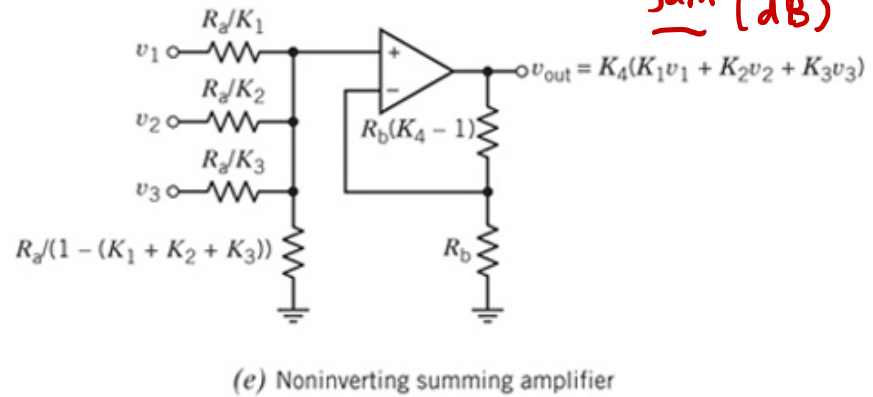 sum (dB)
Rₐ/K₁
v₁
vout = K₄(K₁v₁ + K₂v₂ + K₃v₃)
Rₐ/K₂
v₂
Rb(K₄ − 1)
Rₐ/K₃
v₃
Rₐ/(1 − (K₁ + K₂ + K₃))
Rb
+
−
(e) Noninverting summing amplifier